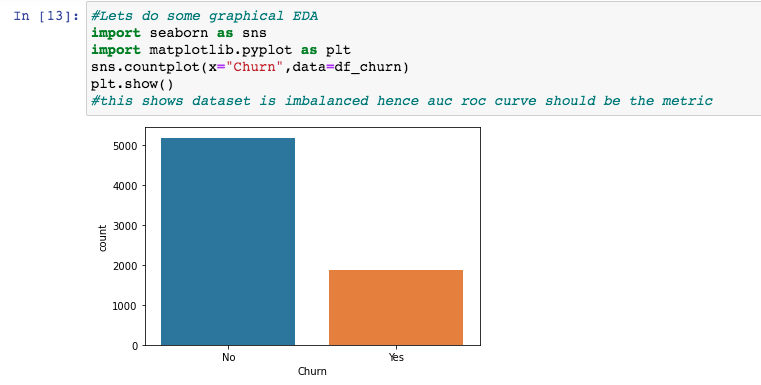 In [13]: #Lets do some graphical EDA
import seaborn as sns
import matplotlib.pyplot as plt
sns.countplot(x="Churn",data=df_churn)
plt.show()
#this shows dataset is imbalanced hence auc roc curve should be the metric
5000
4000
3000
2000
1000
0
count
No Yes
Churn